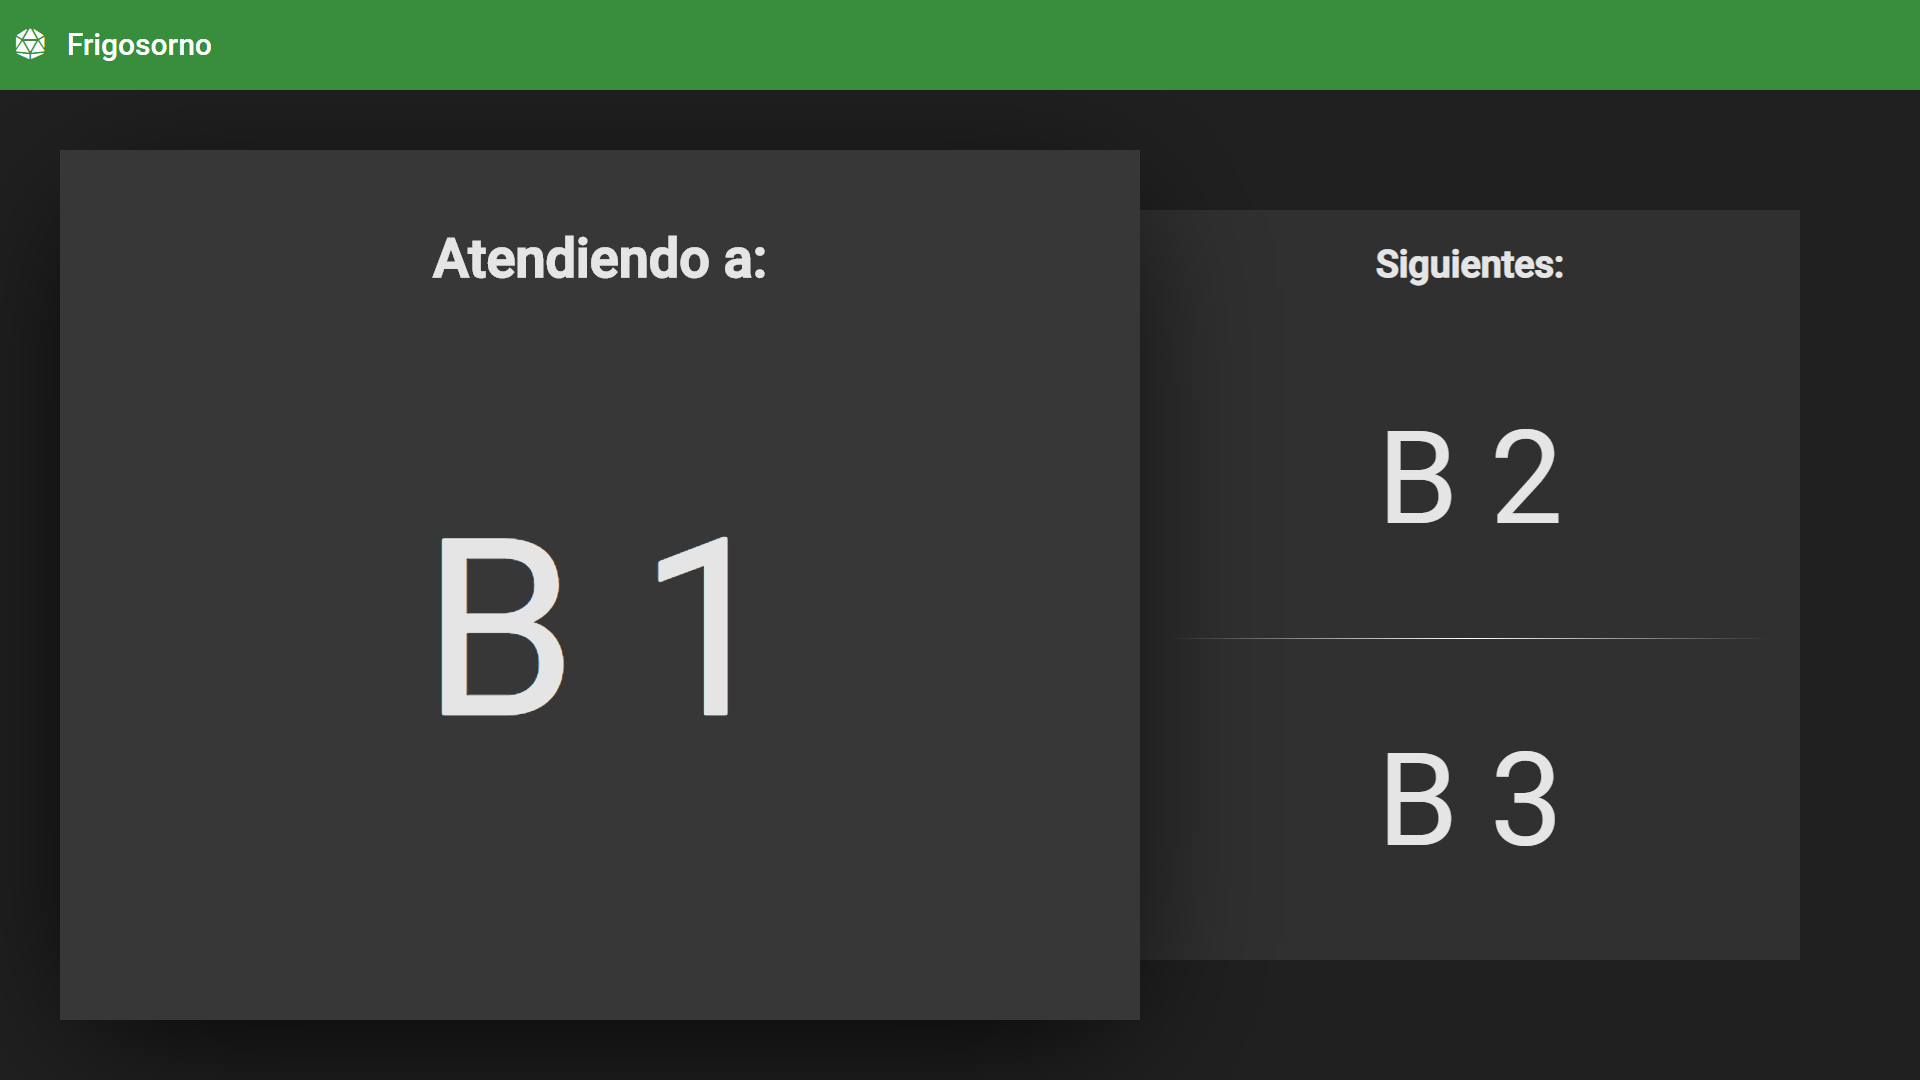 Frigosorno
Atendiendo a:
B 1
Siguientes:
B 2
B 3